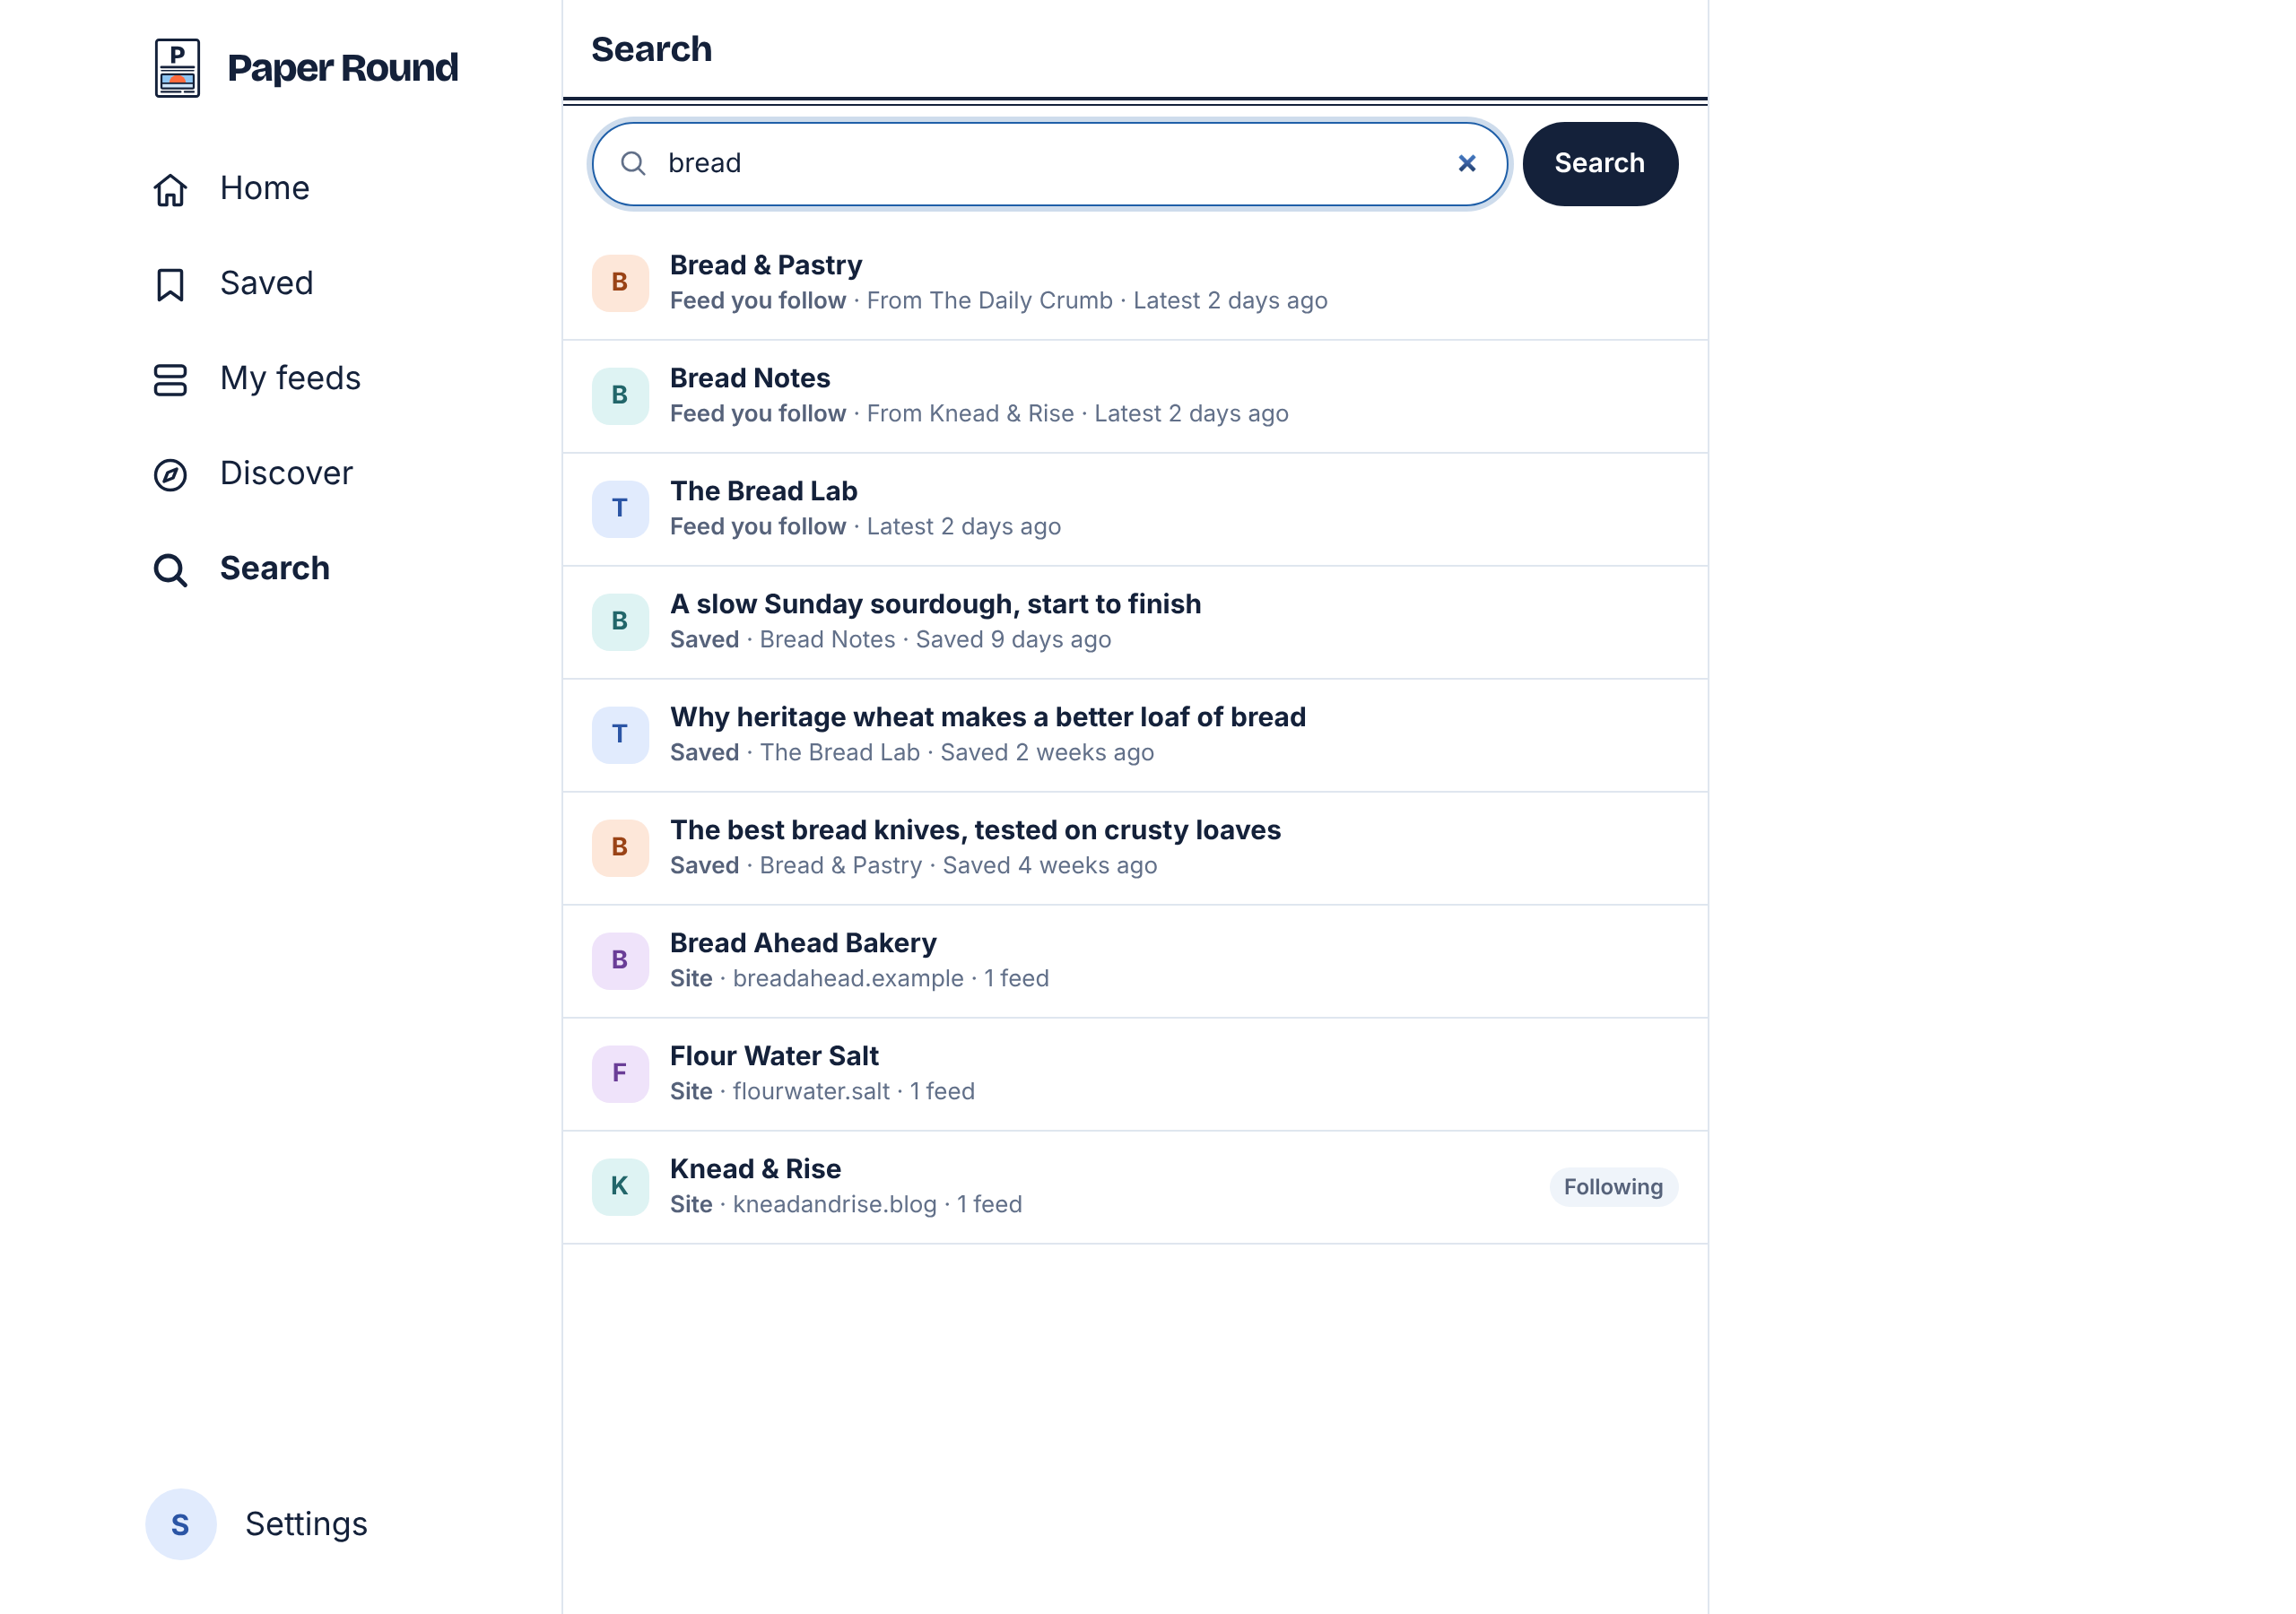 P
Paper Round
Home
Saved
My feeds
Discover
Search
S
Settings
Search
bread
Search
B
Bread & Pastry
Feed you follow · From The Daily Crumb · Latest 2 days ago
B
Bread Notes
Feed you follow · From Knead & Rise · Latest 2 days ago
T
The Bread Lab
Feed you follow · Latest 2 days ago
B
A slow Sunday sourdough, start to finish
Saved · Bread Notes · Saved 9 days ago
T
Why heritage wheat makes a better loaf of bread
Saved · The Bread Lab · Saved 2 weeks ago
B
The best bread knives, tested on crusty loaves
Saved · Bread & Pastry · Saved 4 weeks ago
B
Bread Ahead Bakery
Site · breadahead.example · 1 feed
F
Flour Water Salt
Site · flourwater.salt · 1 feed
K
Knead & Rise
Site · kneadandrise.blog · 1 feed
Following